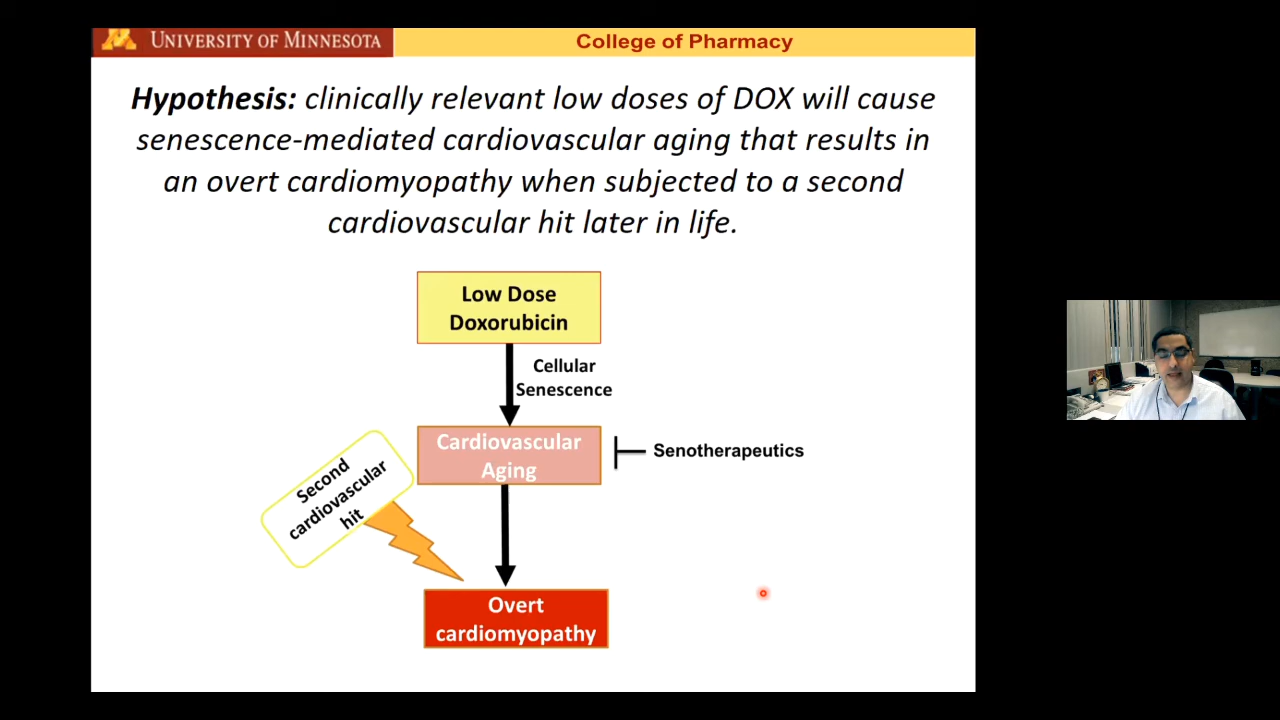 UNIVERSITY OF MINNESOTA
College of Pharmacy
Hypothesis: clinically relevant low doses of DOX will cause
senescence-mediated cardiovascular aging that results in
an overt cardiomyopathy when subjected to a second
cardiovascular hit later in life.
Low Dose
Doxorubicin
Cellular
Senescence
Cardiovascular
Aging
Senotherapeutics
Second
cardiovascular
hit
Overt
cardiomyopathy